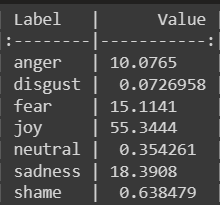 Label | Value
:--------|-----------:
anger | 10.0765
disgust | 0.0726958
fear | 15.1141
joy | 55.3444
neutral | 0.354261
sadness | 18.3908
shame | 0.638479